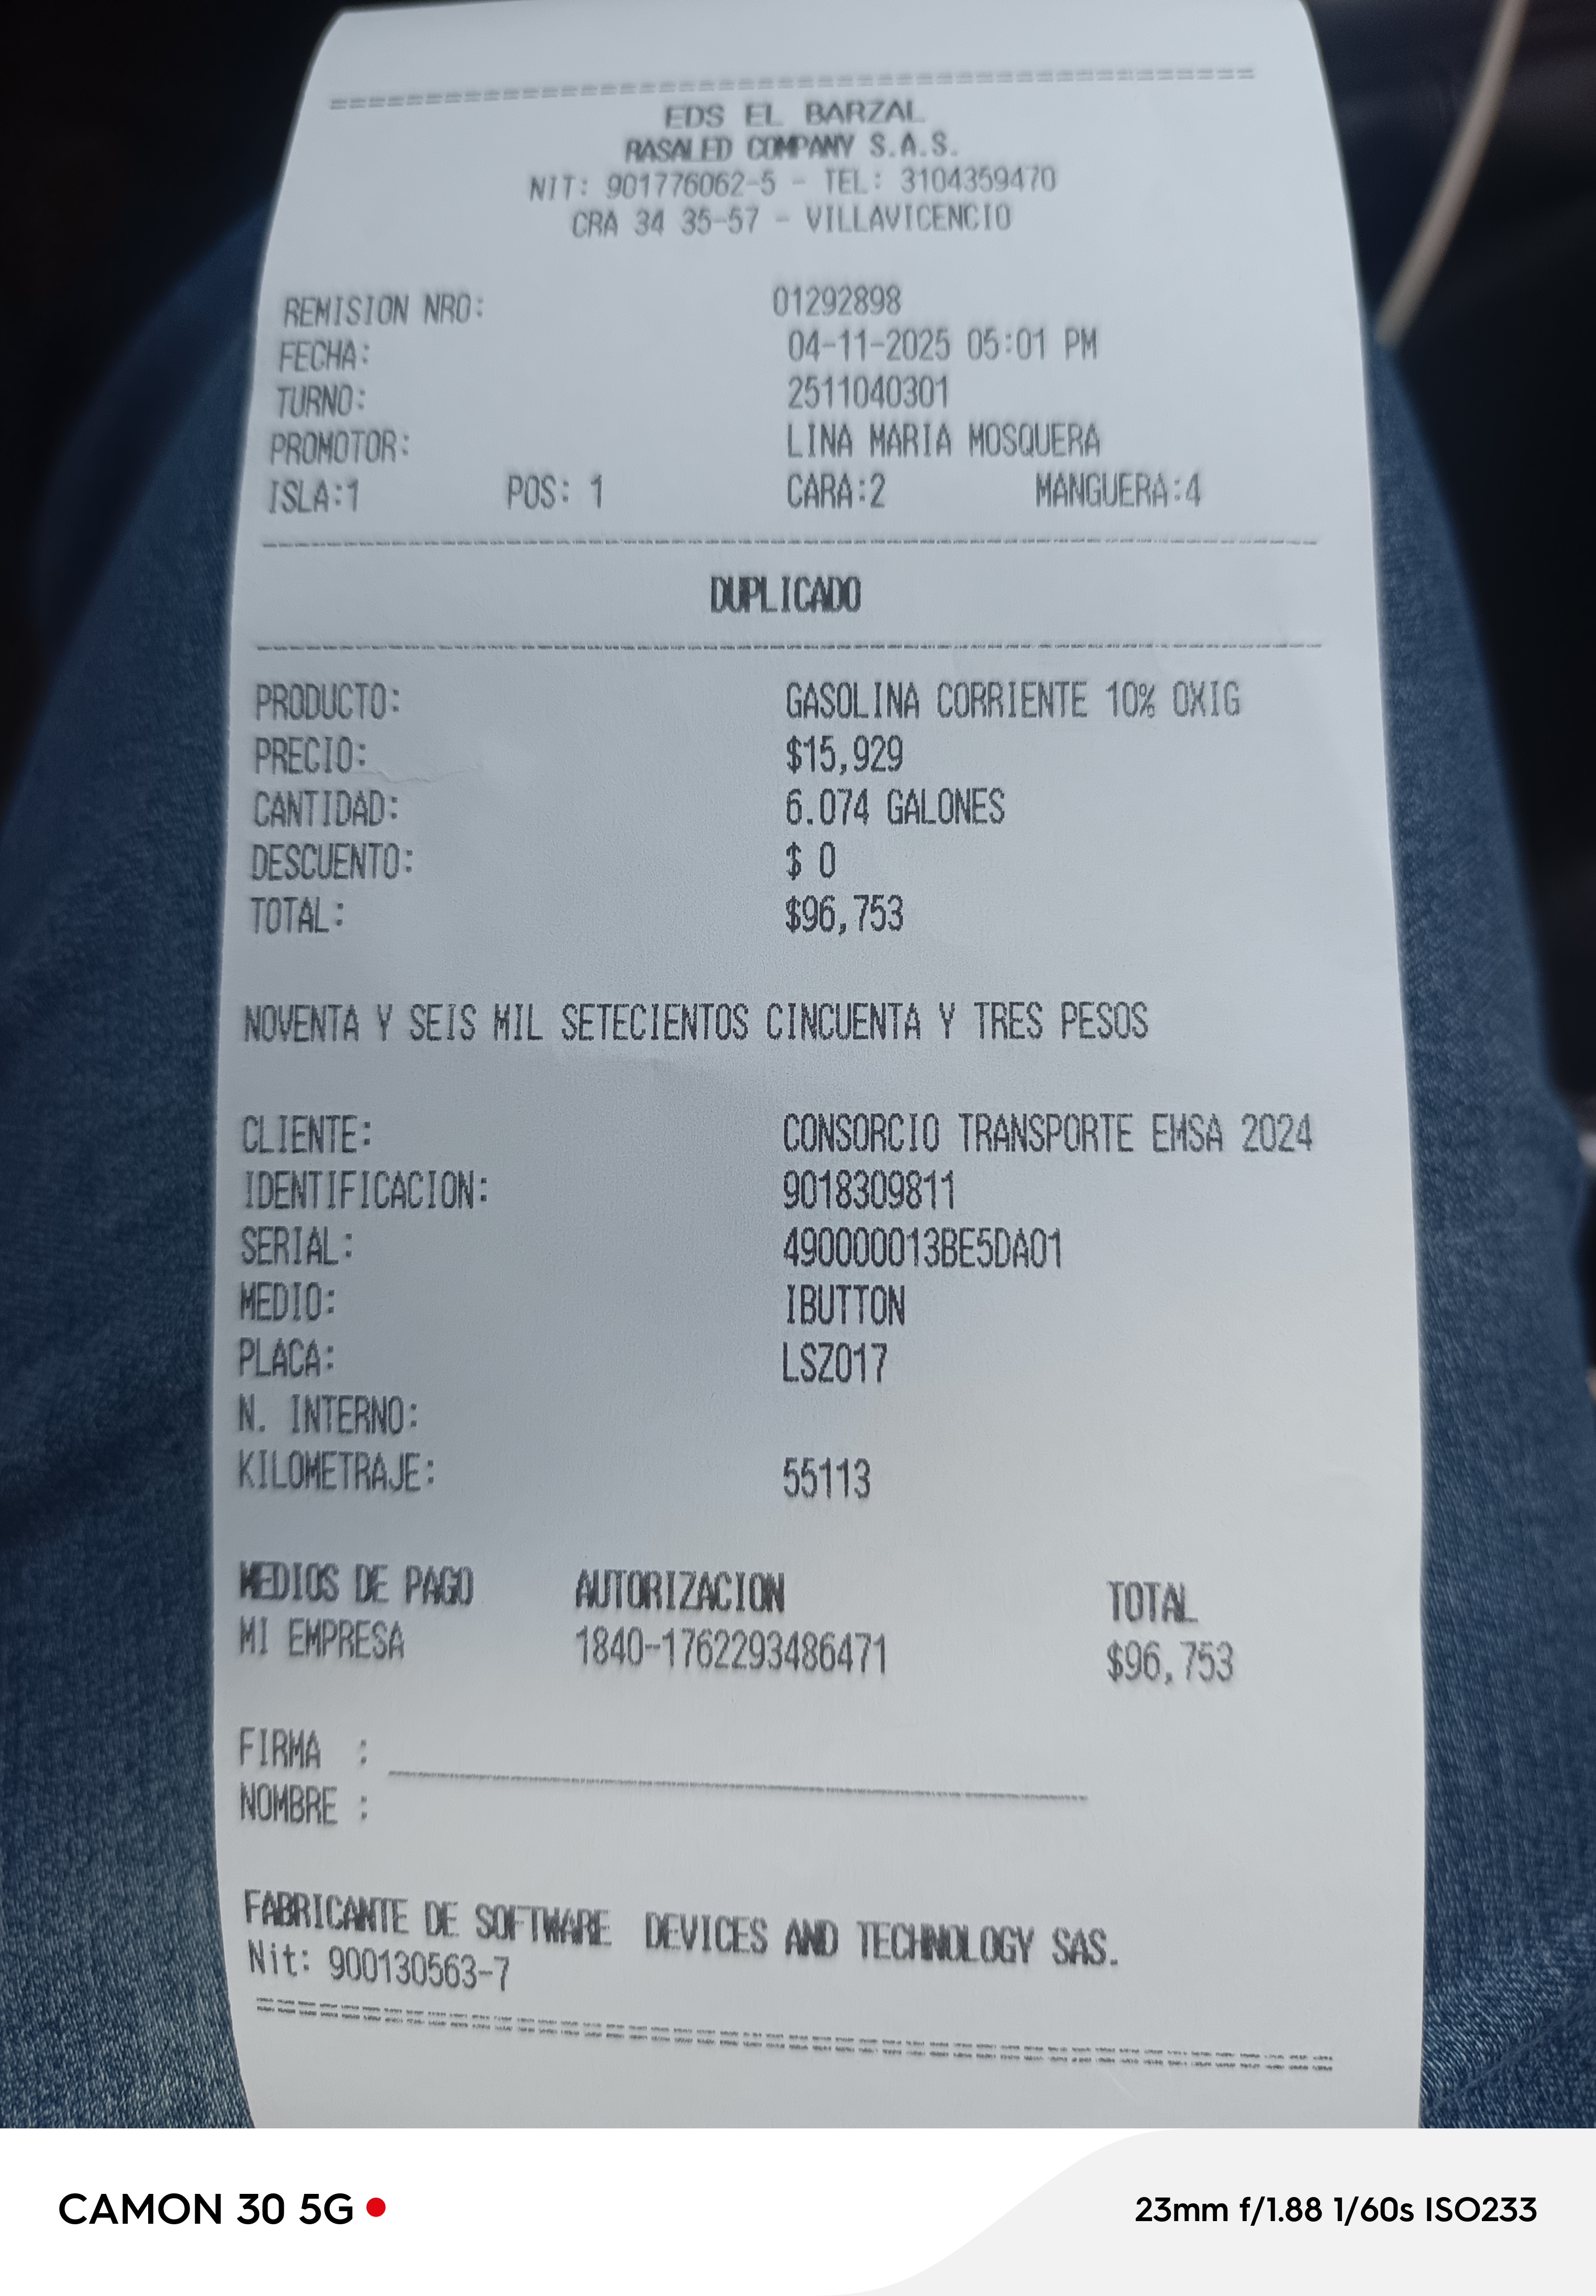 EDS EL BARZAL
RASALED COMPANY S.A.S.
NIT: 901776062-5 - TEL: 3104359470
CRA 34 35-57 - VILLAVICENCIO
REMISION NRO: 01292898
FECHA: 04-11-2025 05:01 PM
TURNO: 2511040301
PROMOTOR: LINA MARIA MOSQUERA
ISLA:1 POS: 1 CARA:2 MANGUERA:4
DUPLICADO
PRODUCTO: GASOLINA CORRIENTE 10% OXIG
PRECIO: $15,929
CANTIDAD: 6.074 GALONES
DESCUENTO: $ 0
TOTAL: $96,753
NOVENTA Y SEIS MIL SETECIENTOS CINCUENTA Y TRES PESOS
CLIENTE: CONSORCIO TRANSPORTE EMSA 2024
IDENTIFICACION: 9018309811
SERIAL: 490000013BE5DA01
MEDIO: IBUTTON
PLACA: LSZ017
N. INTERNO:
KILOMETRAJE: 55113
MEDIOS DE PAGO AUTORIZACION TOTAL
MI EMPRESA 1840-1762293486471 $96,753
FIRMA :
NOMBRE :
FABRICANTE DE SOFTWARE DEVICES AND TECHNOLOGY SAS.
Nit: 900130563-7
CAMON 30 5G
23mm f/1.88 1/60s ISO233